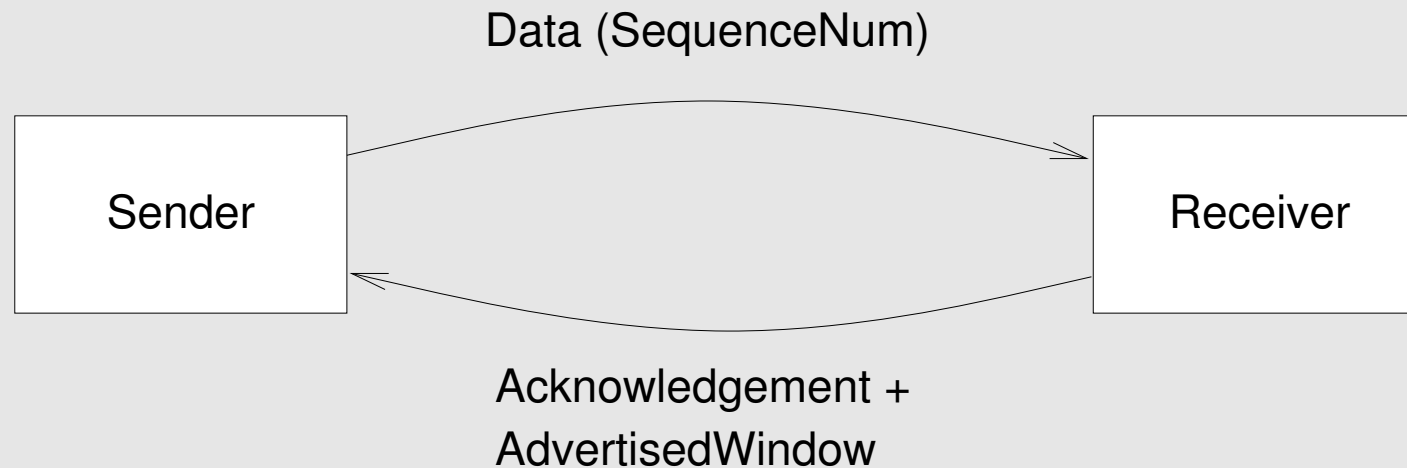 Data (SequenceNum)
Sender
Receiver
Acknowledgement +
AdvertisedWindow